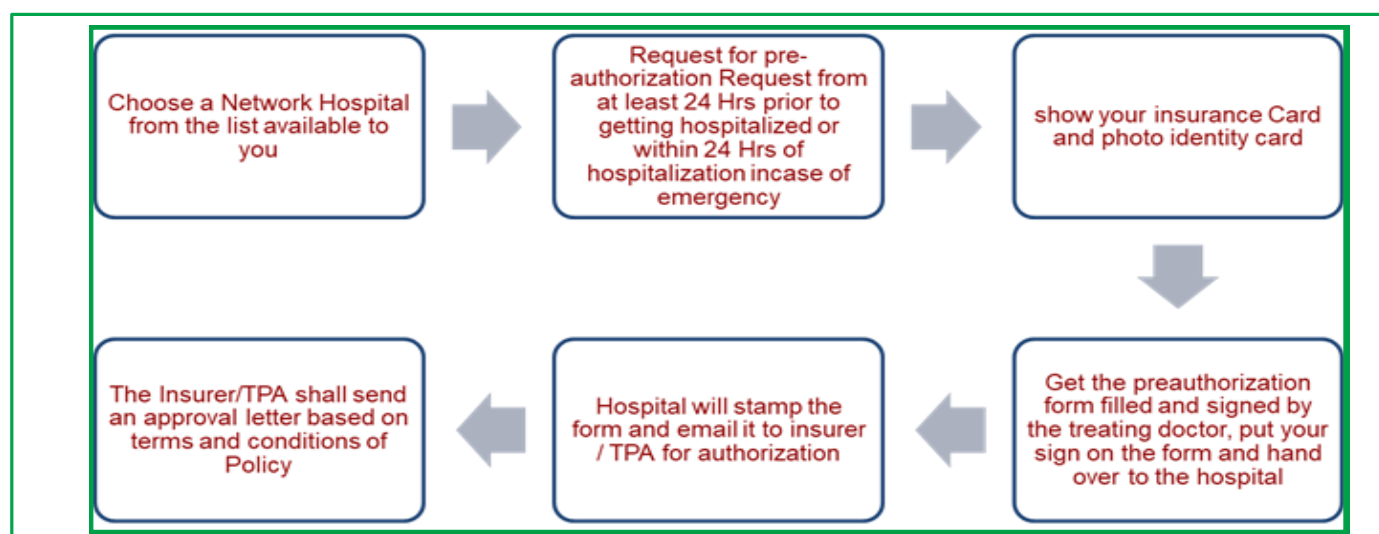 Choose a Network Hospital
from the list available to
you
Request for pre-
authorization Request from
at least 24 Hrs prior to
getting hospitalized or
within 24 Hrs of
hospitalization incase of
emergency
show your insurance Card
and photo identity card
Get the preauthorization
form filled and signed by
the treating doctor, put your
sign on the form and hand
over to the hospital
Hospital will stamp the
form and email it to insurer
/ TPA for authorization
The Insurer/TPA shall send
an approval letter based on
terms and conditions of
Policy